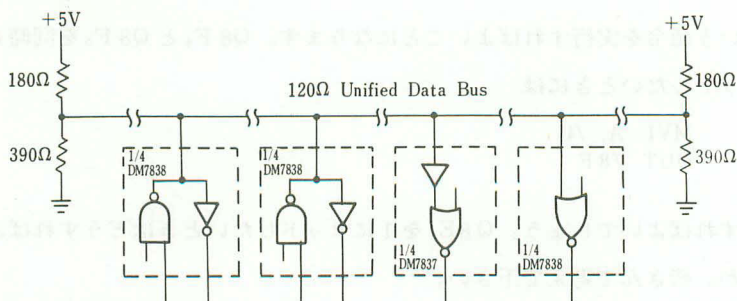 +5V
+5V
180Ω
180Ω
120Ω Unified Data Bus
390Ω
390Ω
1/4
DM7838
1/4
DM7838
1/4
DM7837
1/4
DM7838